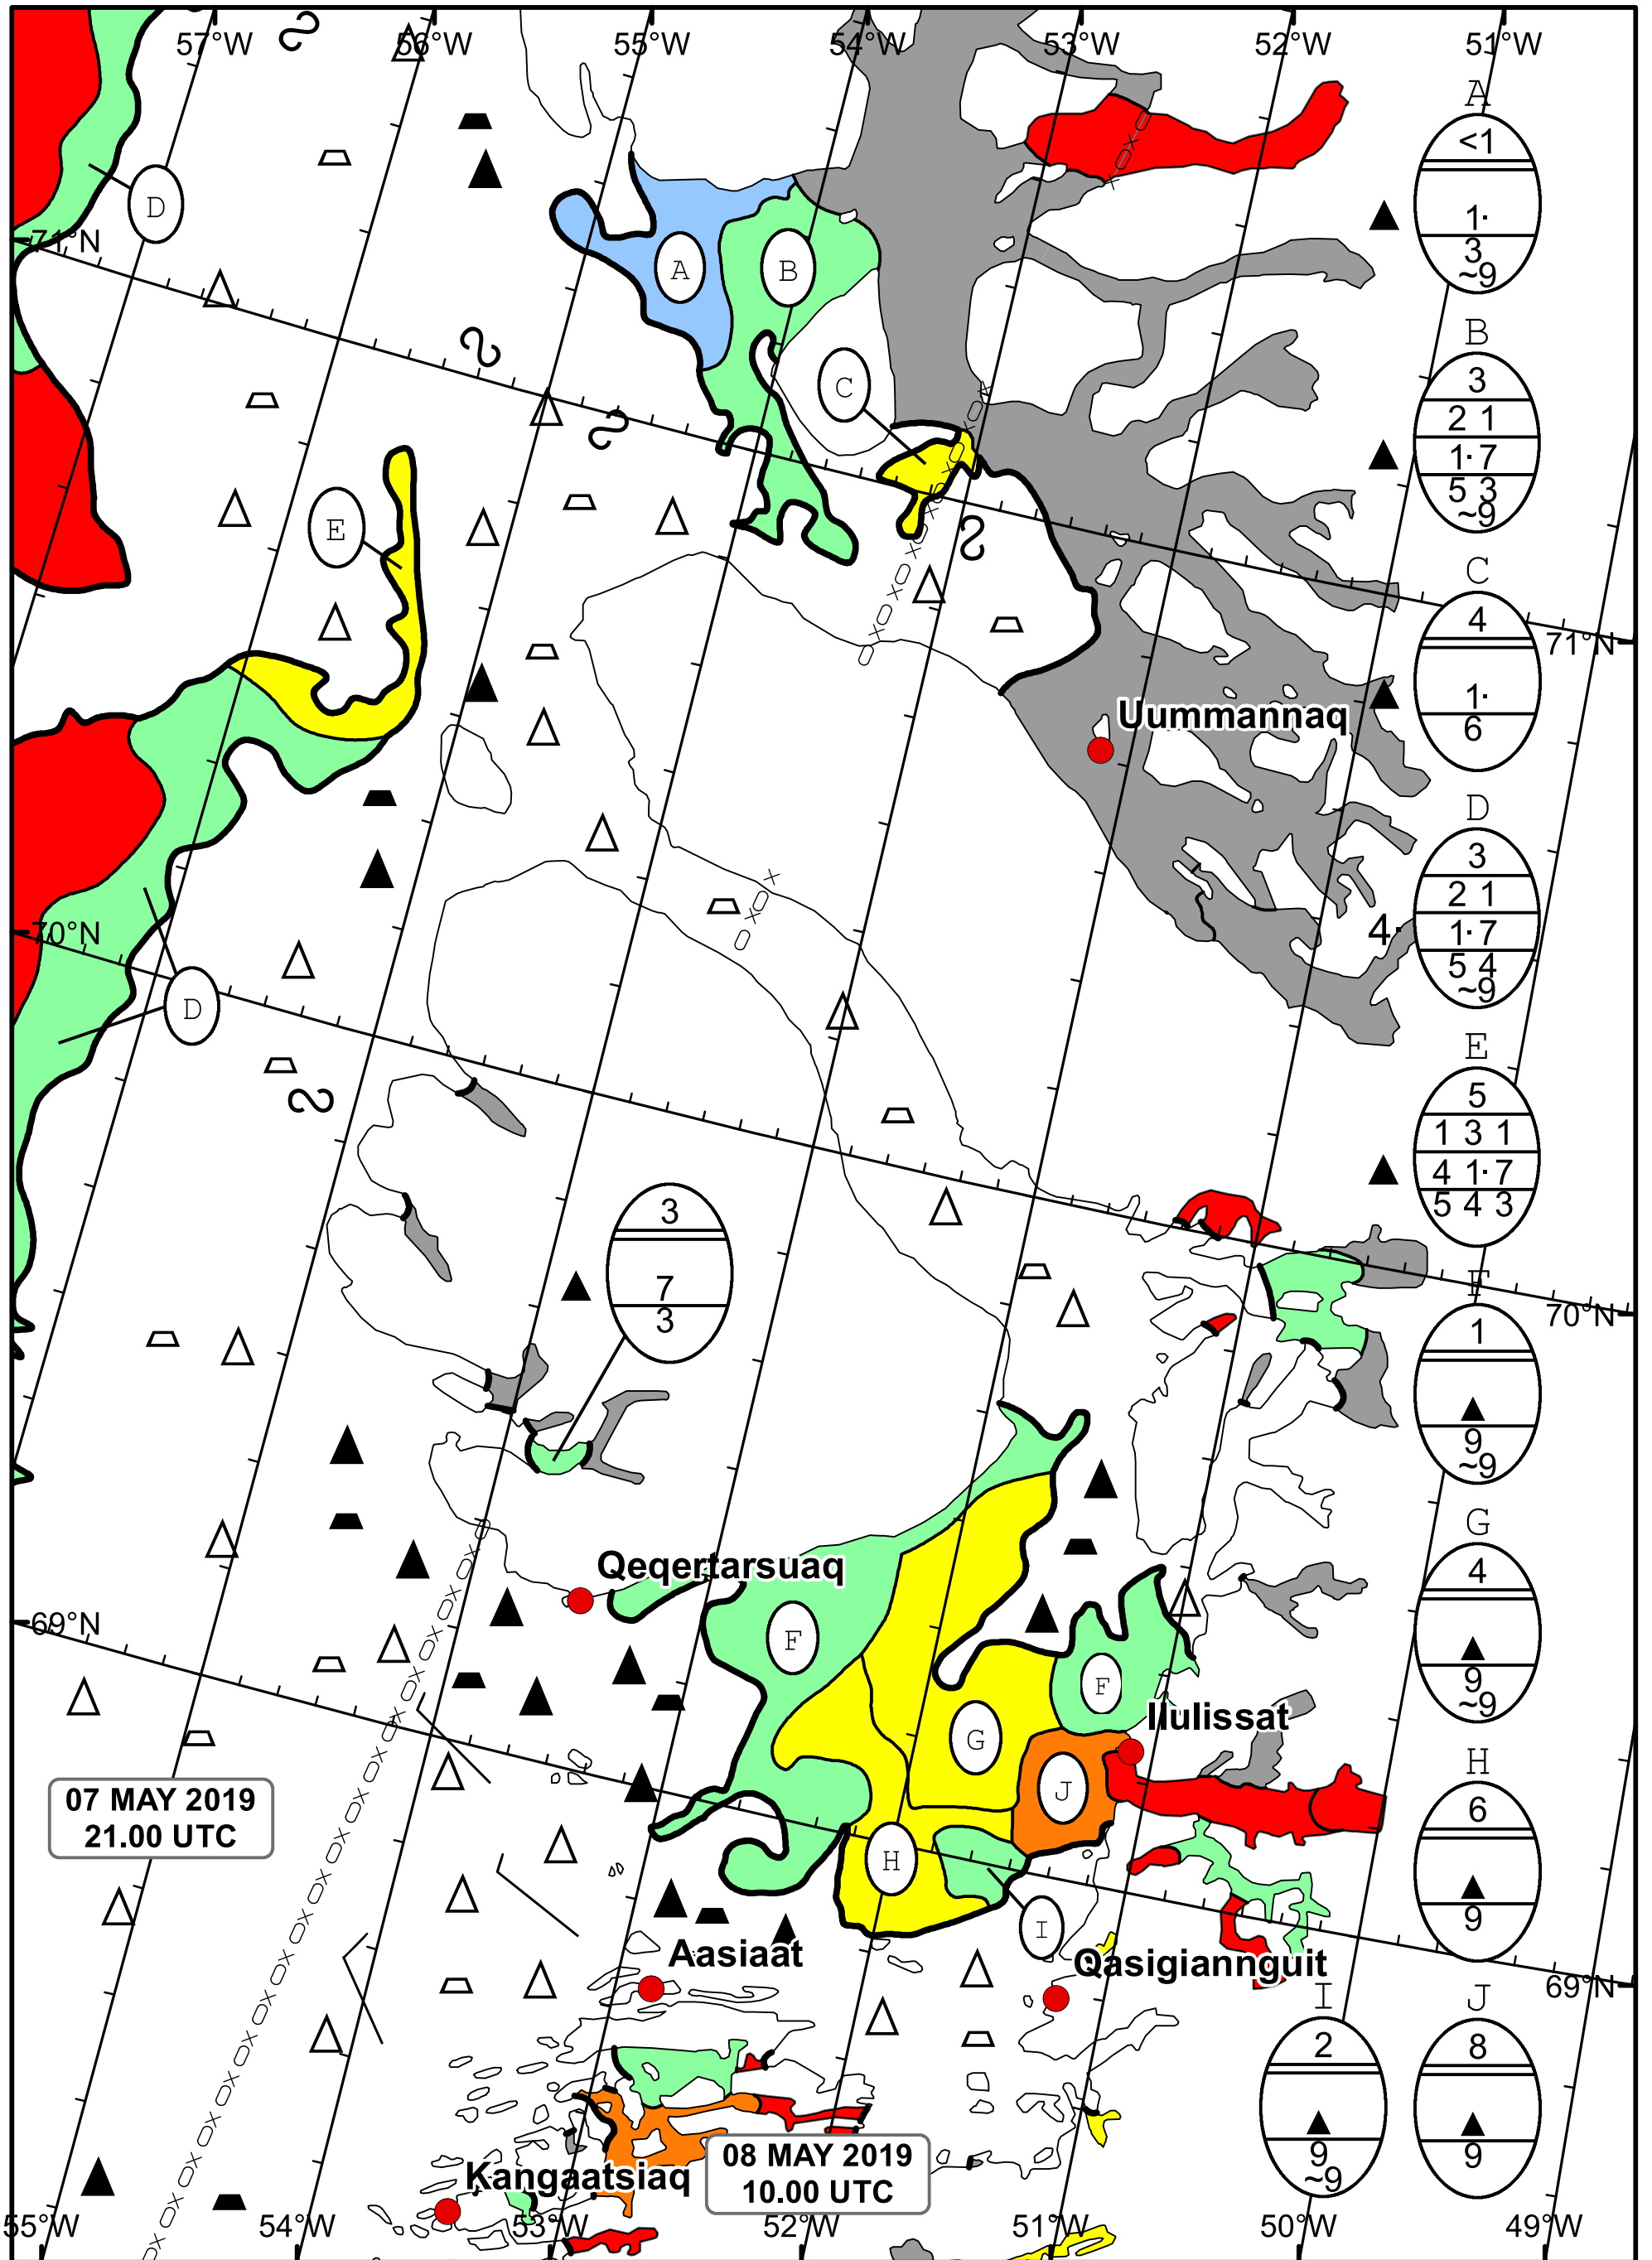 57°W 56°W 55°W 54°W 53°W 52°W 51°W
A
<1
1·
3
~9
D
71°N
A
B
B
3
2 1
1·7
5 3
~9
C
E
C
4
1·
6
71°N
Uummannaq
D
3
2 1
1·7
5 4
~9
4·
70°N
D
E
5
1 3 1
4 1·7
5 4 3
3
7
3
F
1
9
~9
70°N
Qeqertarsuaq
69°N
F
F
G
4
9
~9
Ilulissat
G
J
07 MAY 2019
21.00 UTC
H
6
9
H
I
Aasiaat
Qasigiannguit
69°N
I
2
9
~9
J
8
9
08 MAY 2019
10.00 UTC
Kangaatsiaq
55°W 54°W 53°W 52°W 51°W 50°W 49°W